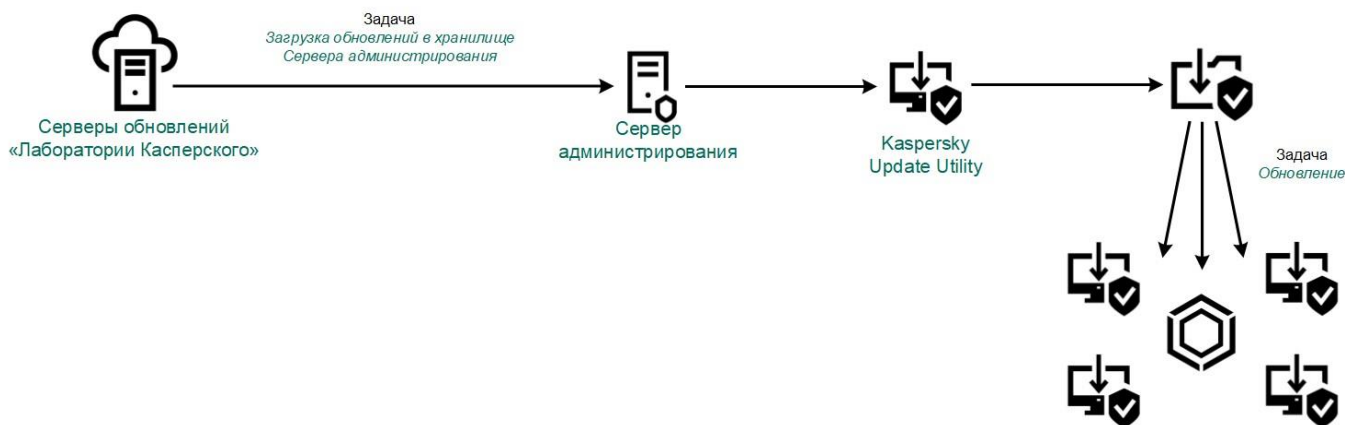 Задача
Загрузка обновлений в хранилище
Сервера администрирования
Серверы обновлений
«Лаборатории Касперского»
Сервер
администрирования
Kaspersky
Update Utility
Задача
Обновление